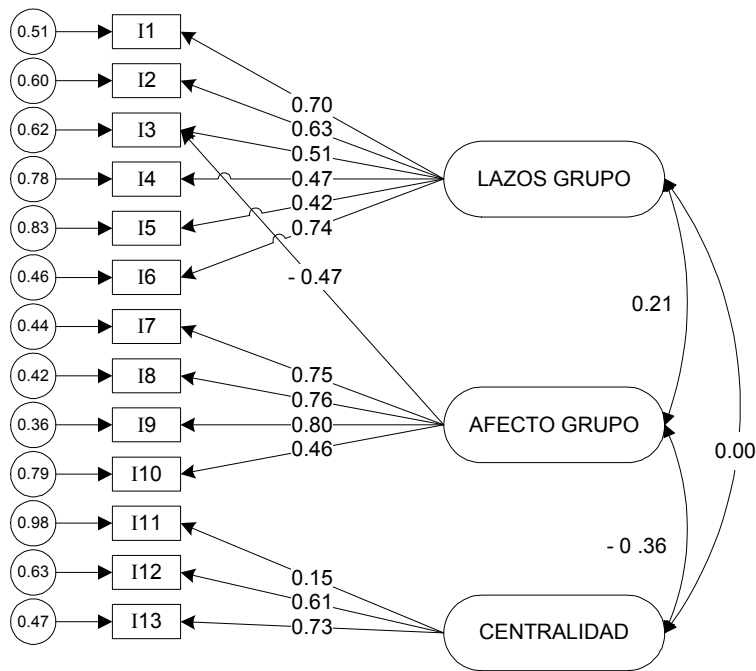 0.51 I1
0.60 I2
0.62 I3
0.78 I4
0.83 I5
0.46 I6
0.44 I7
0.42 I8
0.36 I9
0.79 I10
0.98 I11
0.63 I12
0.47 I13
0.70
0.63
0.51
0.47
0.42
0.74
- 0.47
0.75
0.76
0.80
0.46
0.15
0.61
0.73
LAZOS GRUPO
AFECTO GRUPO
CENTRALIDAD
0.21
0.00
- 0 .36